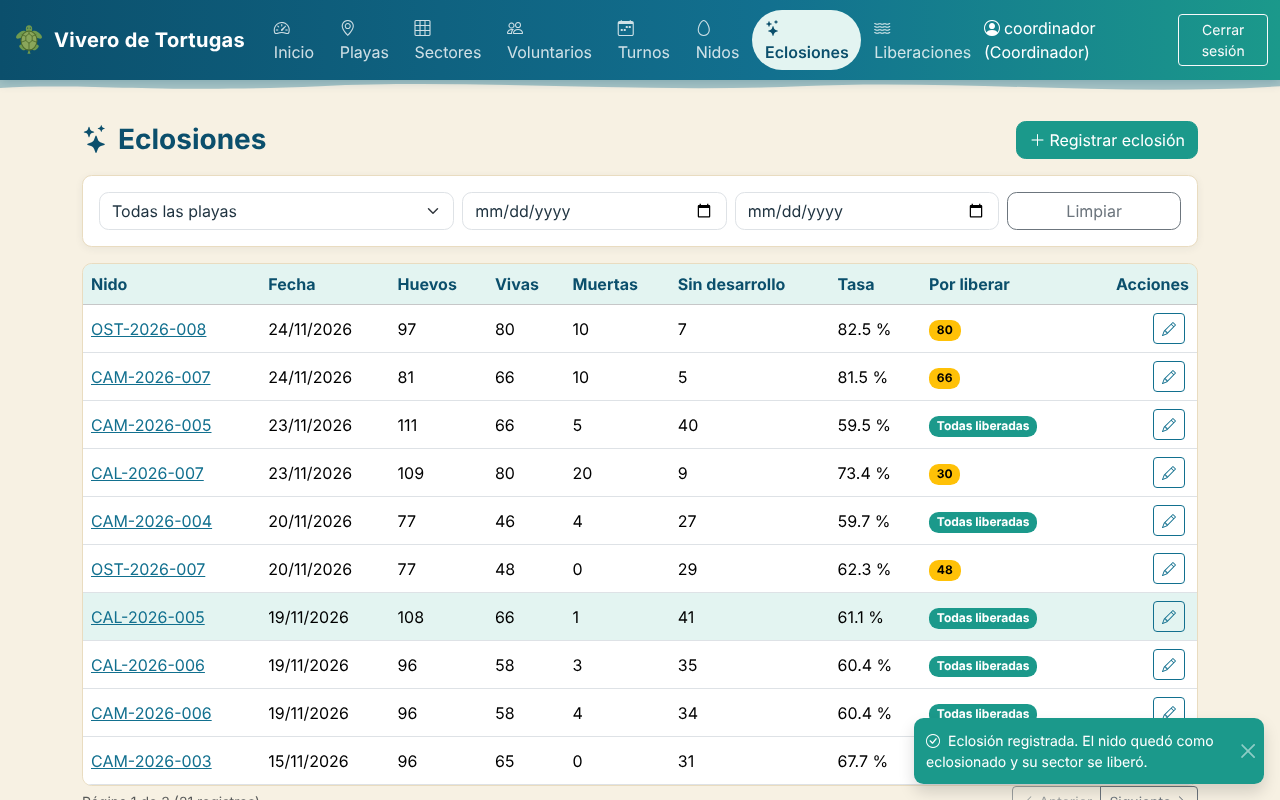 Vivero de Tortugas
Inicio
Playas
Sectores
Voluntarios
Turnos
Nidos
Eclosiones
Liberaciones
coordinador
(Coordinador)
Cerrar
sesión
Eclosiones
+ Registrar eclosión
Todas las playas
mm/dd/yyyy
mm/dd/yyyy
Limpiar
Nido Fecha Huevos Vivas Muertas Sin desarrollo Tasa Por liberar Acciones
OST-2026-008 24/11/2026 97 80 10 7 82.5 % 80
CAM-2026-007 24/11/2026 81 66 10 5 81.5 % 66
CAM-2026-005 23/11/2026 111 66 5 40 59.5 % Todas liberadas
CAL-2026-007 23/11/2026 109 80 20 9 73.4 % 30
CAM-2026-004 20/11/2026 77 46 4 27 59.7 % Todas liberadas
OST-2026-007 20/11/2026 77 48 0 29 62.3 % 48
CAL-2026-005 19/11/2026 108 66 1 41 61.1 % Todas liberadas
CAL-2026-006 19/11/2026 96 58 3 35 60.4 % Todas liberadas
CAM-2026-006 19/11/2026 96 58 4 34 60.4 % Todas liberadas
CAM-2026-003 15/11/2026 96 65 0 31 67.7 %
Eclosión registrada. El nido quedó como
eclosionado y su sector se liberó.